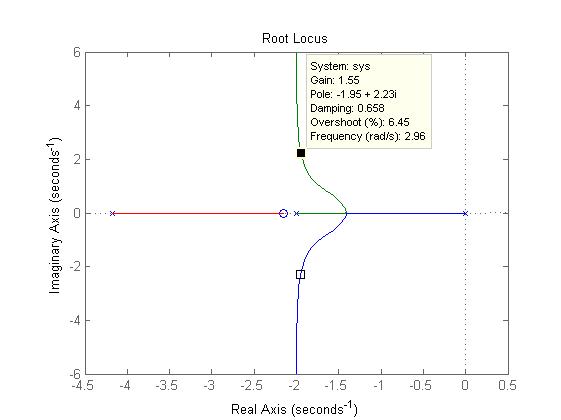 Root Locus
System: sys
Gain: 1.55
Pole: -1.95 + 2.23i
Damping: 0.658
Overshoot (%): 6.45
Frequency (rad/s): 2.96
Imaginary Axis (seconds⁻¹)
6
4
2
0
-2
-4
-6
-4.5 -4 -3.5 -3 -2.5 -2 -1.5 -1 -0.5 0 0.5
Real Axis (seconds⁻¹)